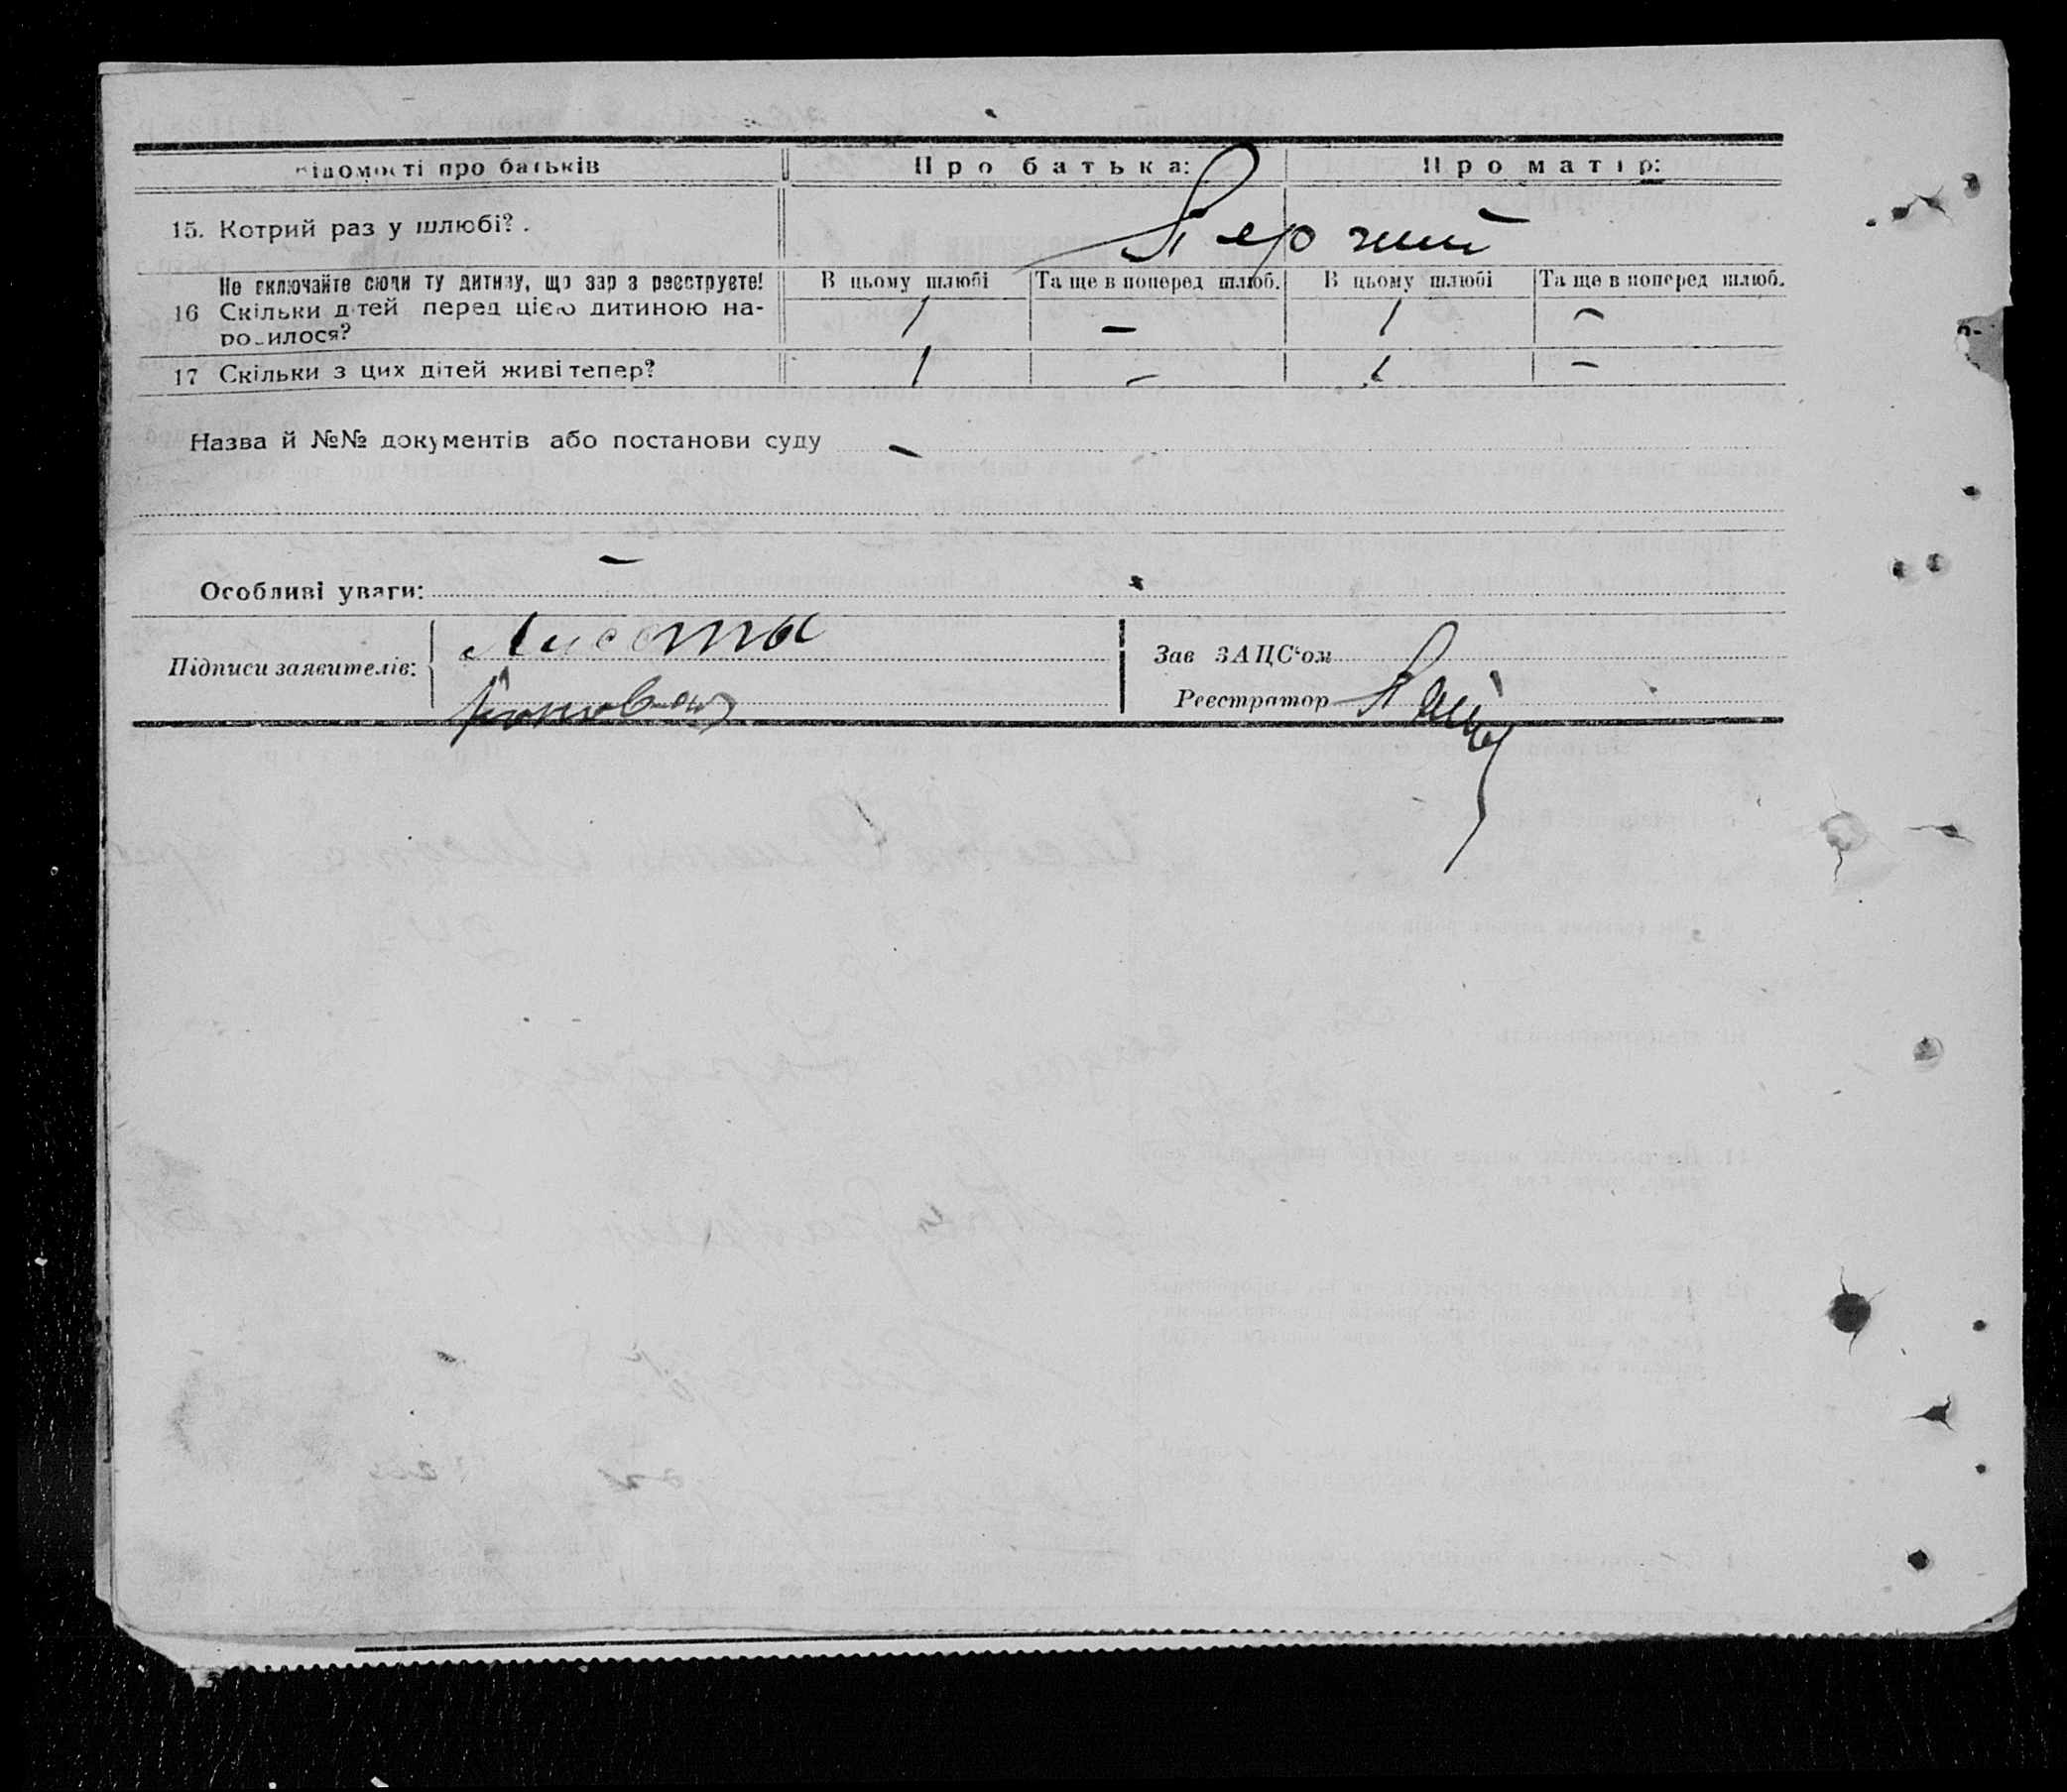 Відомості про батьків Про батька: Про матір:
15. Котрий раз у шлюбі? . Перший
Не включайте сюди ту дитину, що зар з реєструєте! В цьому шлюбі Та ще в поперед шлюб. В цьому шлюбі Та ще в поперед шлюб.
16 Скільки дітей перед цією дитиною на- 1 – 1 –
родилося?
17 Скільки з цих дітей живі тепер? 1 – 1 –
Назва й №№ документів або постанови суду –
Особливі уваги: –
Підписи заявителів: Лисоты
Зав ЗАЦС'ом
Реєстратор